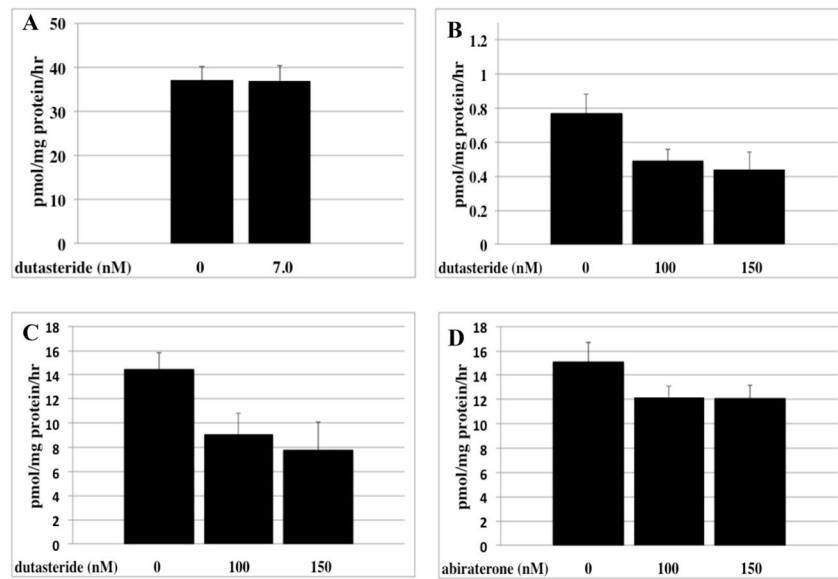 A
pmol/mg protein/hr
50
40
30
20
10
0
dutasteride (nM) 0 7.0
B
pmol/mg protein/hr
1.2
1
0.8
0.6
0.4
0.2
0
dutasteride (nM) 0 100 150
C
pmol/mg protein/hr
18
16
14
12
10
8
6
4
2
0
dutasteride (nM) 0 100 150
D
pmol/mg protein/hr
18
16
14
12
10
8
6
4
2
0
abiraterone (nM) 0 100 150